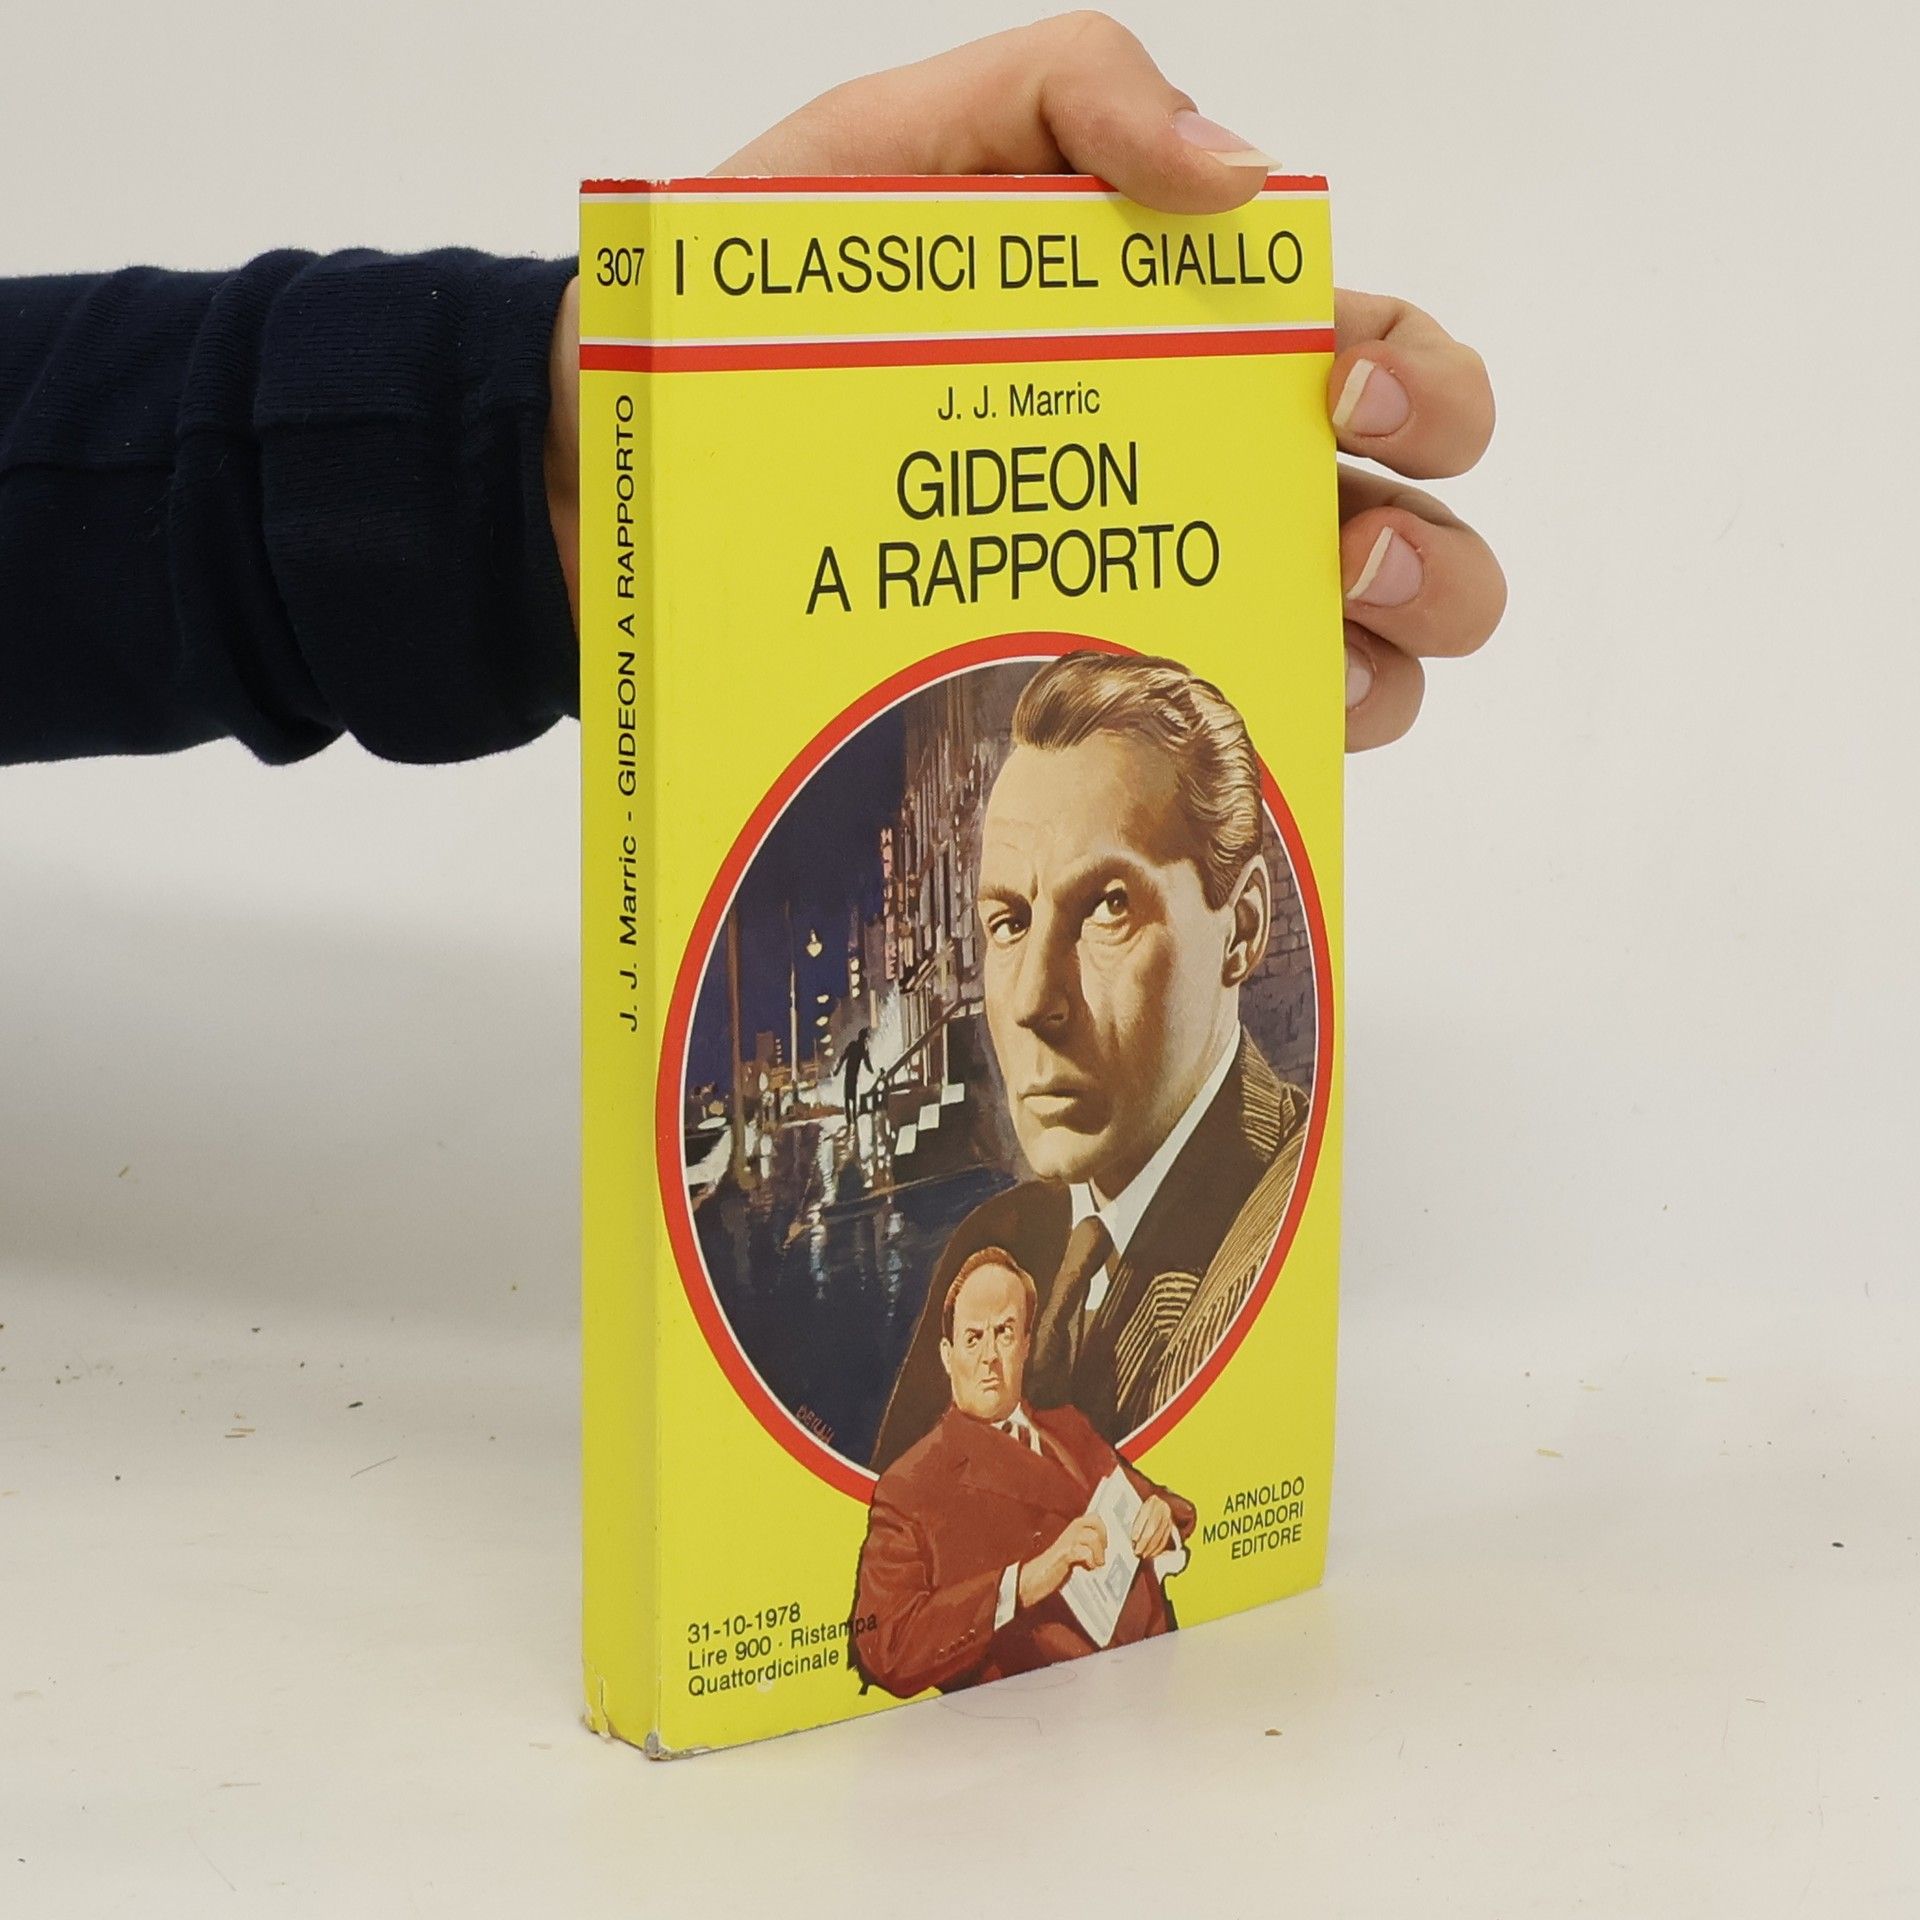 307
I CLASSICI DEL GIALLO
J. J. Marric - GIDEON A RAPPORTO
J. J. Marric
GIDEON
A RAPPORTO
ARNOLDO
MONDADORI
EDITORE
31-10-1978
Lire 900 · Ristampa
Quattordicinale